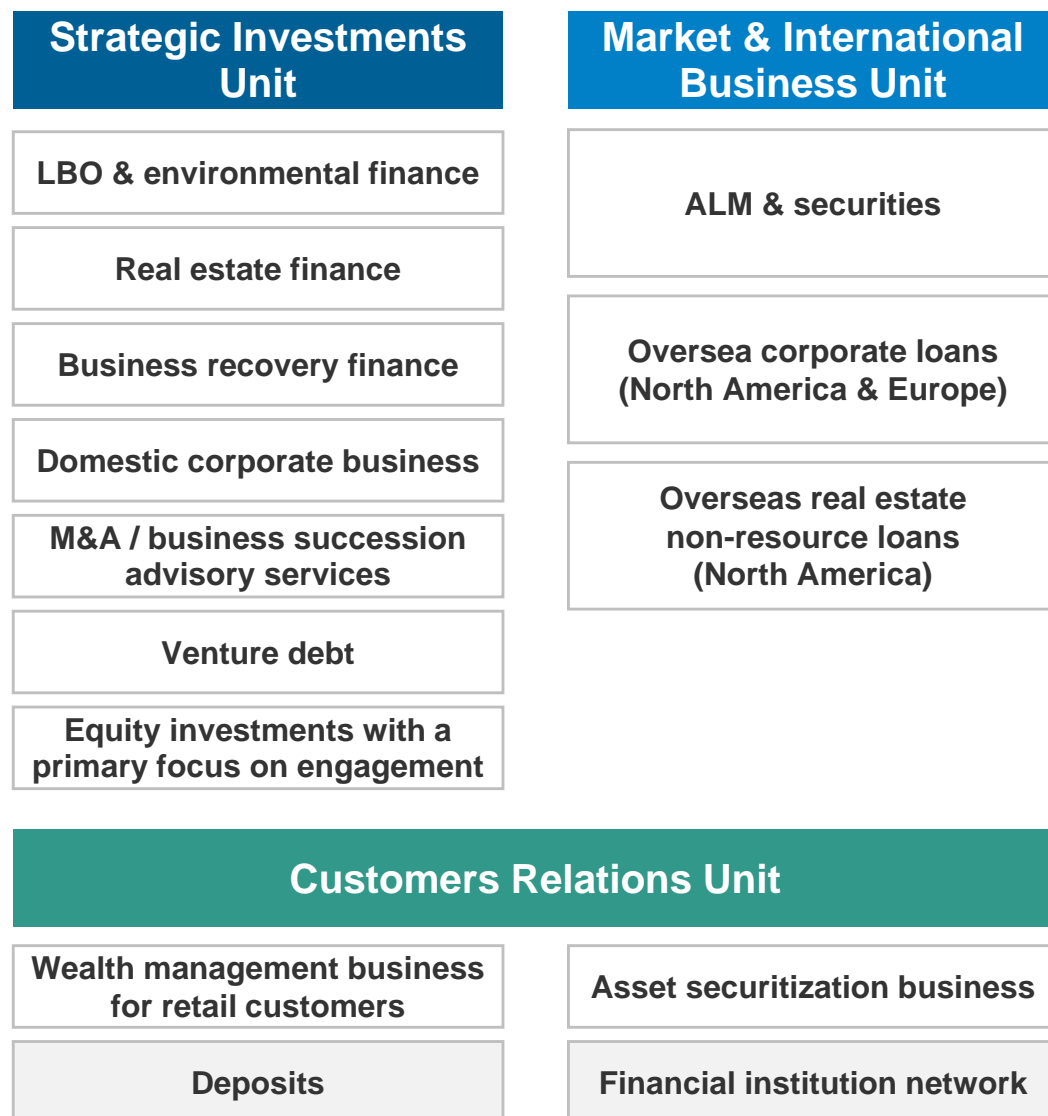 Strategic Investments
Unit
LBO & environmental finance
Real estate finance
Business recovery finance
Domestic corporate business
M&A / business succession
advisory services
Venture debt
Equity investments with a
primary focus on engagement
Market & International
Business Unit
ALM & securities
Oversea corporate loans
(North America & Europe)
Overseas real estate
non-resource loans
(North America)
Customers Relations Unit
Wealth management business
for retail customers
Asset securitization business
Deposits
Financial institution network